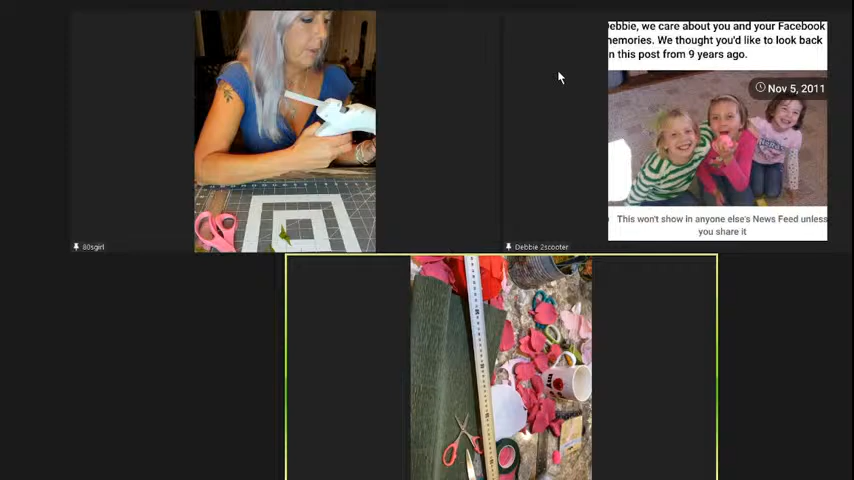 ebbie, we care about you and your Facebook
emories. We thought you'd like to look back
n this post from 9 years ago.
Nov 5, 2011
This won't show in anyone else's News Feed unless
you share it
80sgirl
Debbie 2scooter